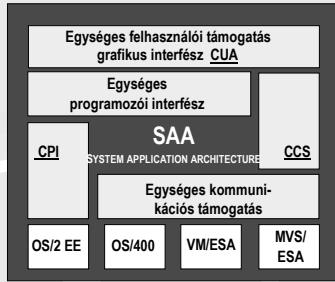 Egységes felhasználói támogatás
grafikus interfész CUA
Egységes
programozói interfész
SAA
CPI
SYSTEM APPLICATION ARCHITECTURE
CCS
Egységes kommuni-
kációs támogatás
OS/2 EE
OS/400
VM/ESA
MVS/
ESA